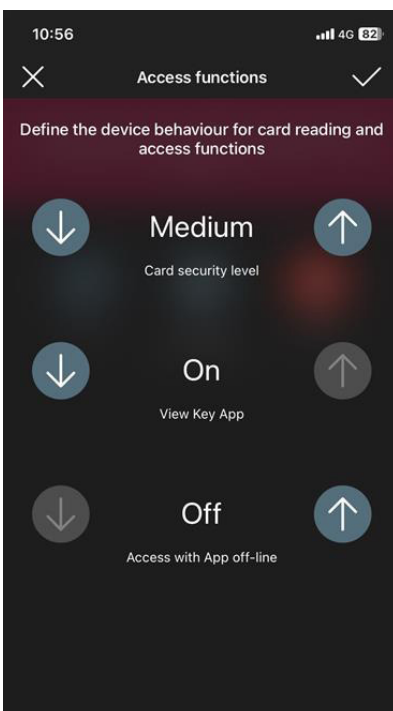 10:56
4G 82
Access functions
Define the device behaviour for card reading and
access functions
Medium
Card security level
On
View Key App
Off
Access with App off-line